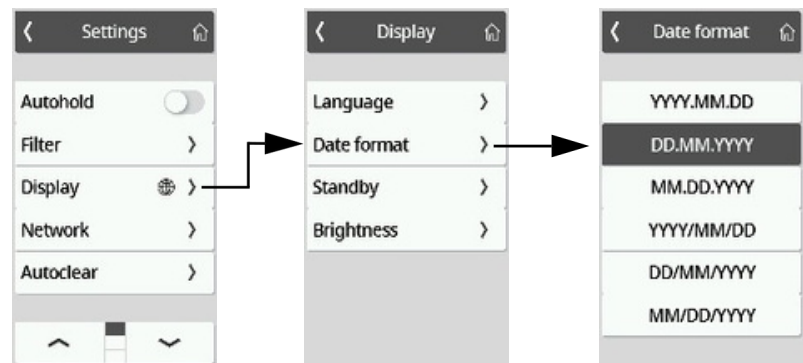 Settings
Autohold
Filter
Display
Network
Autoclear
Display
Language
Date format
Standby
Brightness
Date format
YYYY.MM.DD
DD.MM.YYYY
MM.DD.YYYY
YYYY/MM/DD
DD/MM/YYYY
MM/DD/YYYY